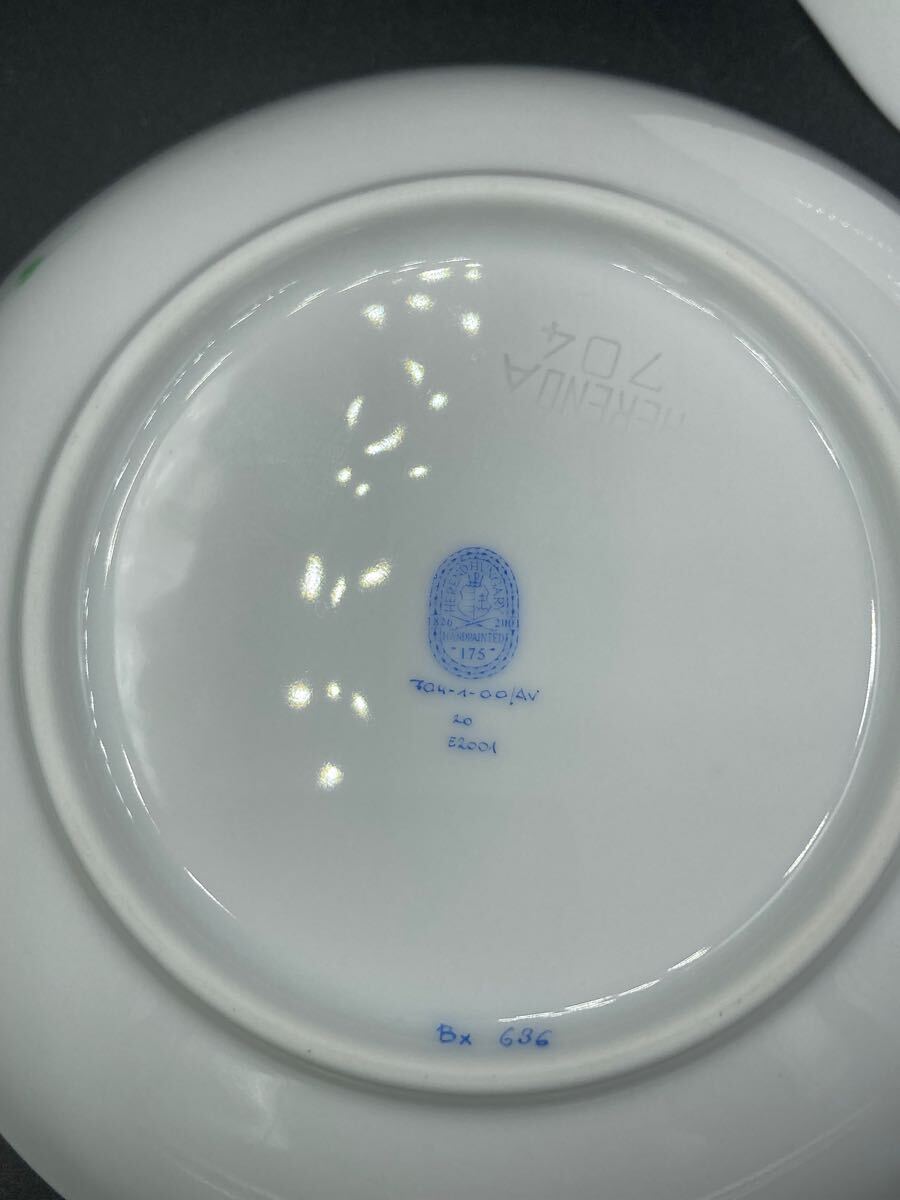 HEREND
704
HEREND HUNGARY
1826 2001
HANDPAINTED
175
704-1-00/AV
20
E2001
Bx 636